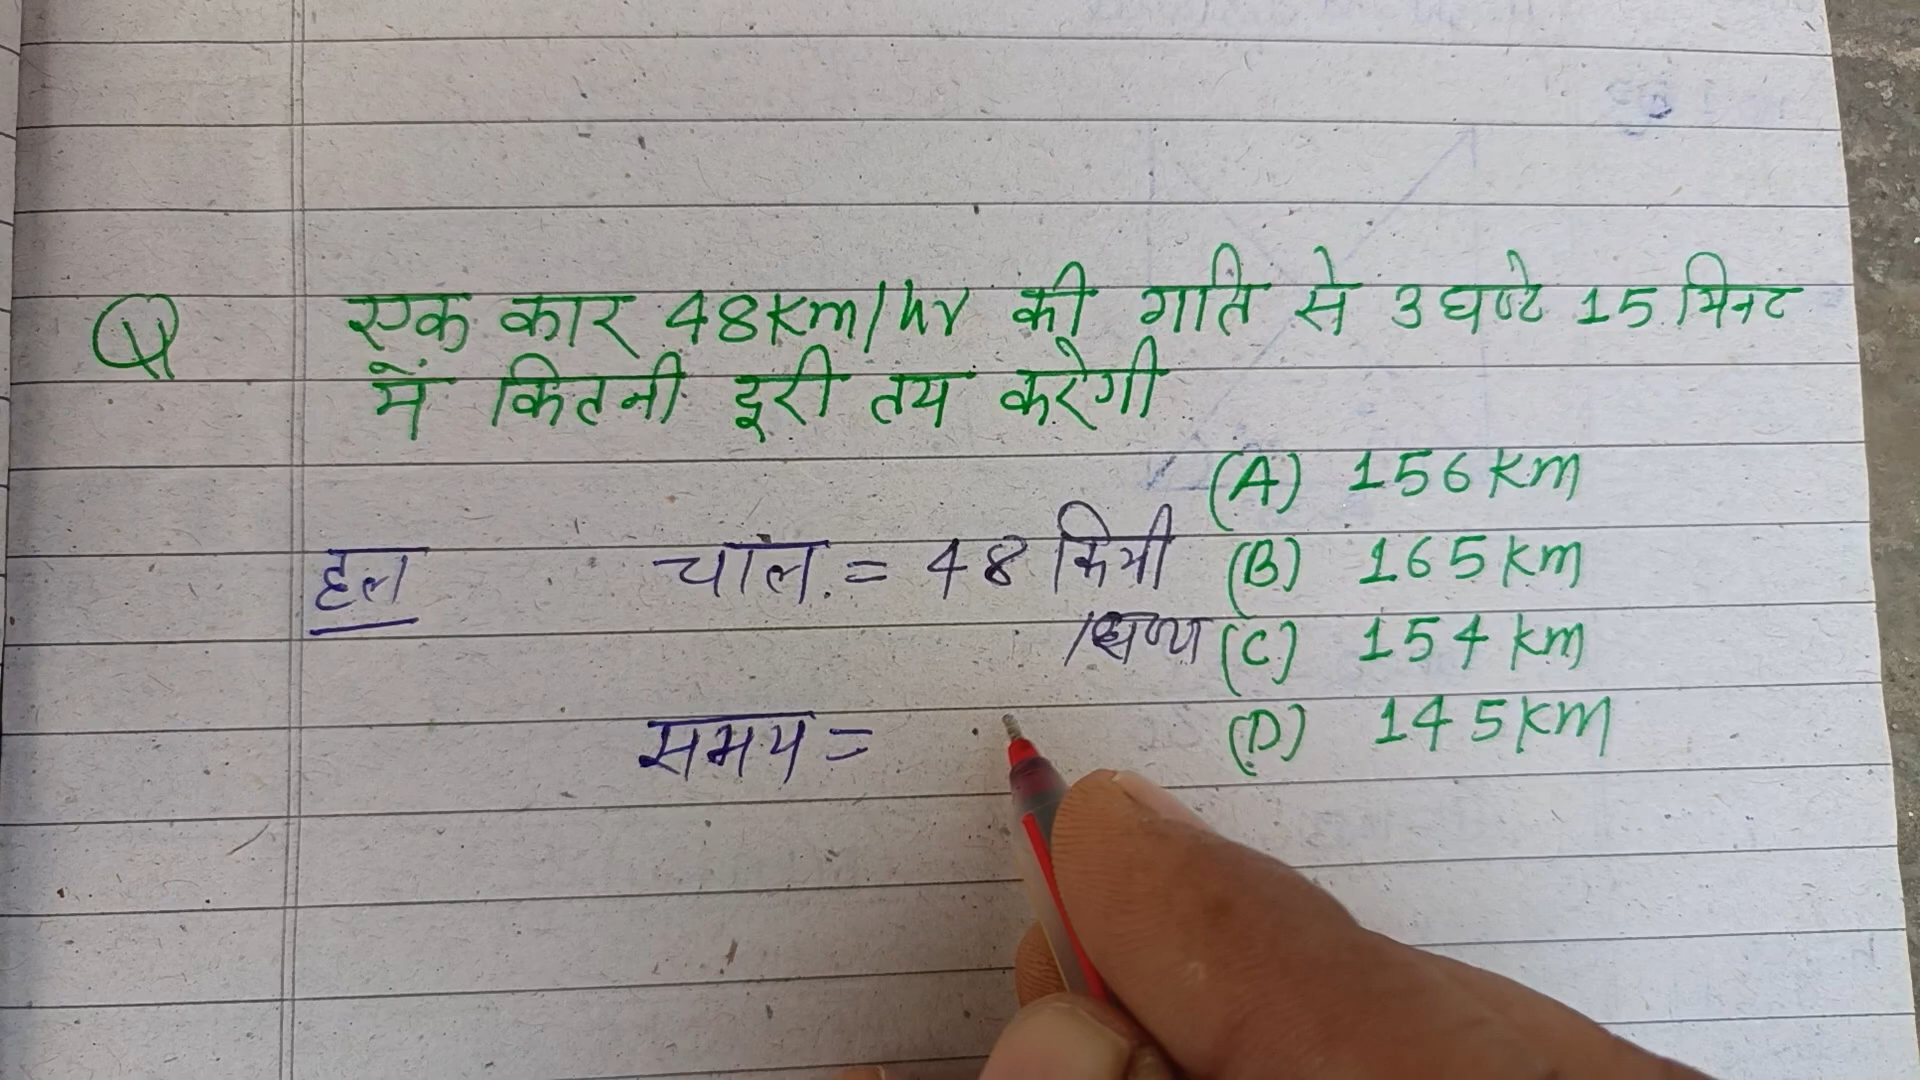 Q एक कार 48km/hr की गति से 3 घण्टे 15 मिनट
में कितनी दूरी तय करेगी
(A) 156 km
हल चाल = 48 किमी
(B) 165 km
/घण्टा
(C) 154 km
समय =
(D) 145 km